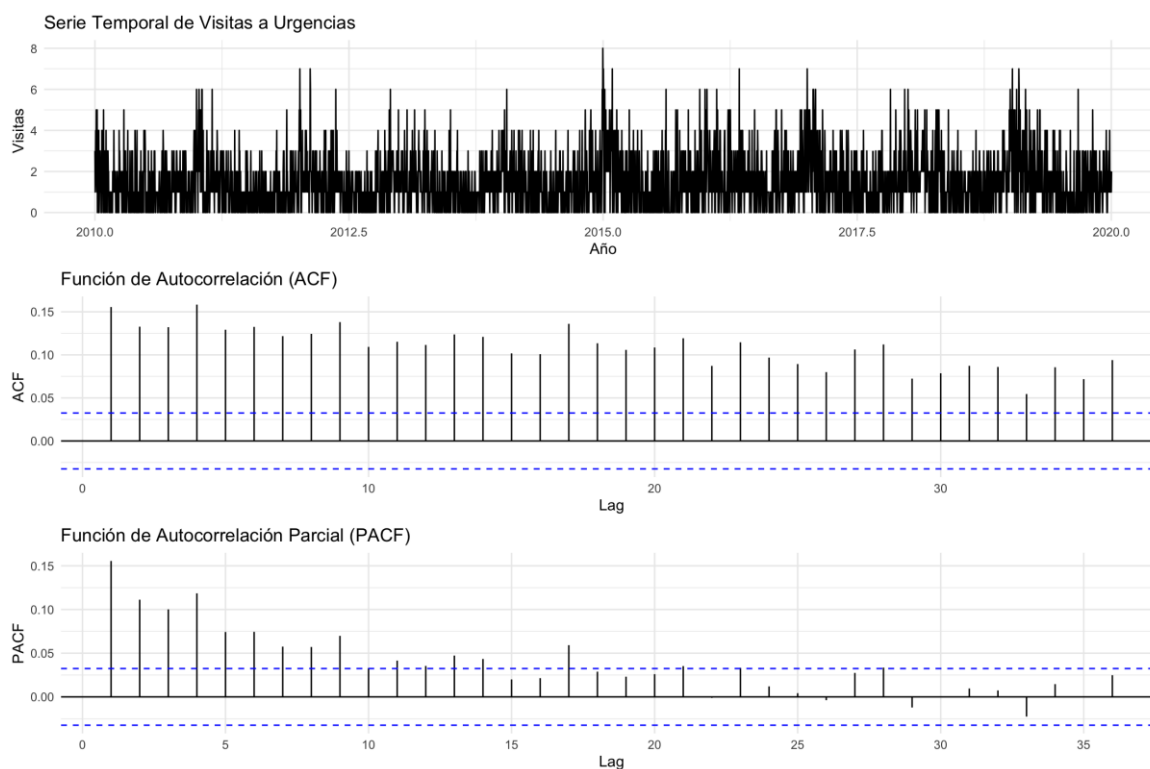 Serie Temporal de Visitas a Urgencias
8
6
4
2
0
Visitas
2010.0 2012.5 2015.0 2017.5 2020.0
Año
Función de Autocorrelación (ACF)
0.15
0.10
0.05
0.00
ACF
0 10 20 30
Lag
Función de Autocorrelación Parcial (PACF)
0.15
0.10
0.05
0.00
PACF
0 5 10 15 20 25 30 35
Lag